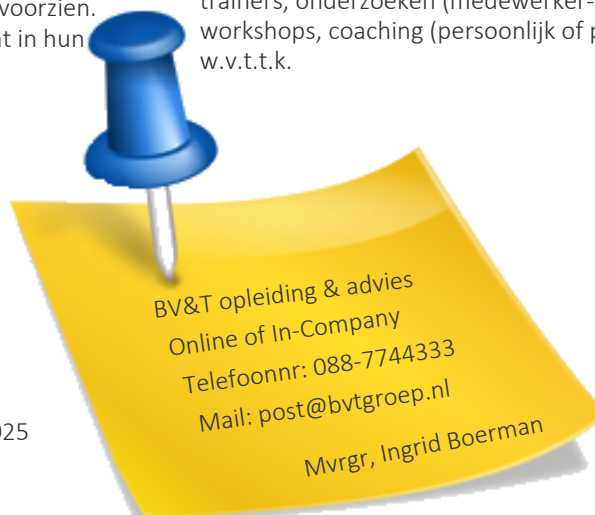 voorzien.
t in hun
trainers, onderzoeken (medewerker-
workshops, coaching (persoonlijk of p
w.v.t.t.k.
BV&T opleiding & advies
Online of In-Company
Telefoonnr: 088-7744333
Mail: post@bvtgroep.nl
Mvrgr, Ingrid Boerman
025